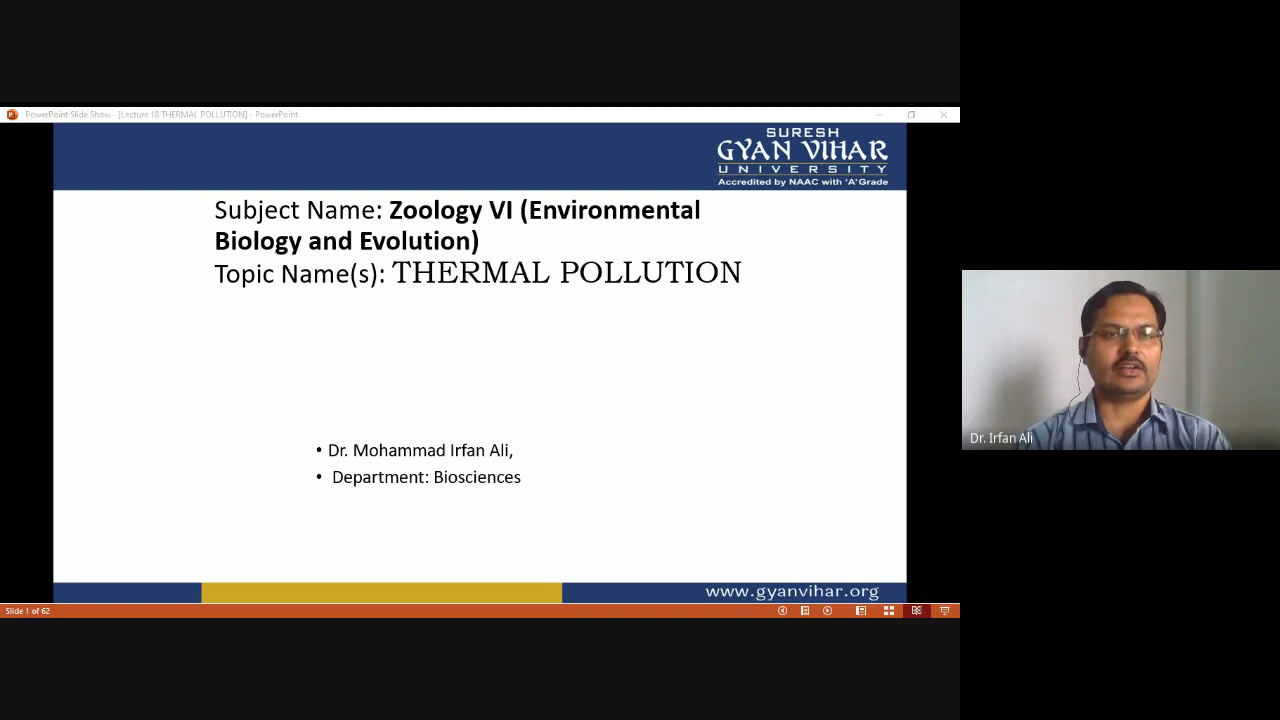 PowerPoint Slide Show - [Lecture 18 THERMAL POLLUTION] - PowerPoint
SURESH
GYAN VIHAR
UNIVERSITY
Accredited by NAAC with 'A' Grade
Subject Name: Zoology VI (Environmental
Biology and Evolution)
Topic Name(s): THERMAL POLLUTION
• Dr. Mohammad Irfan Ali,
• Department: Biosciences
Dr. Irfan Ali
www.gyanvihar.org
Slide 1 of 62